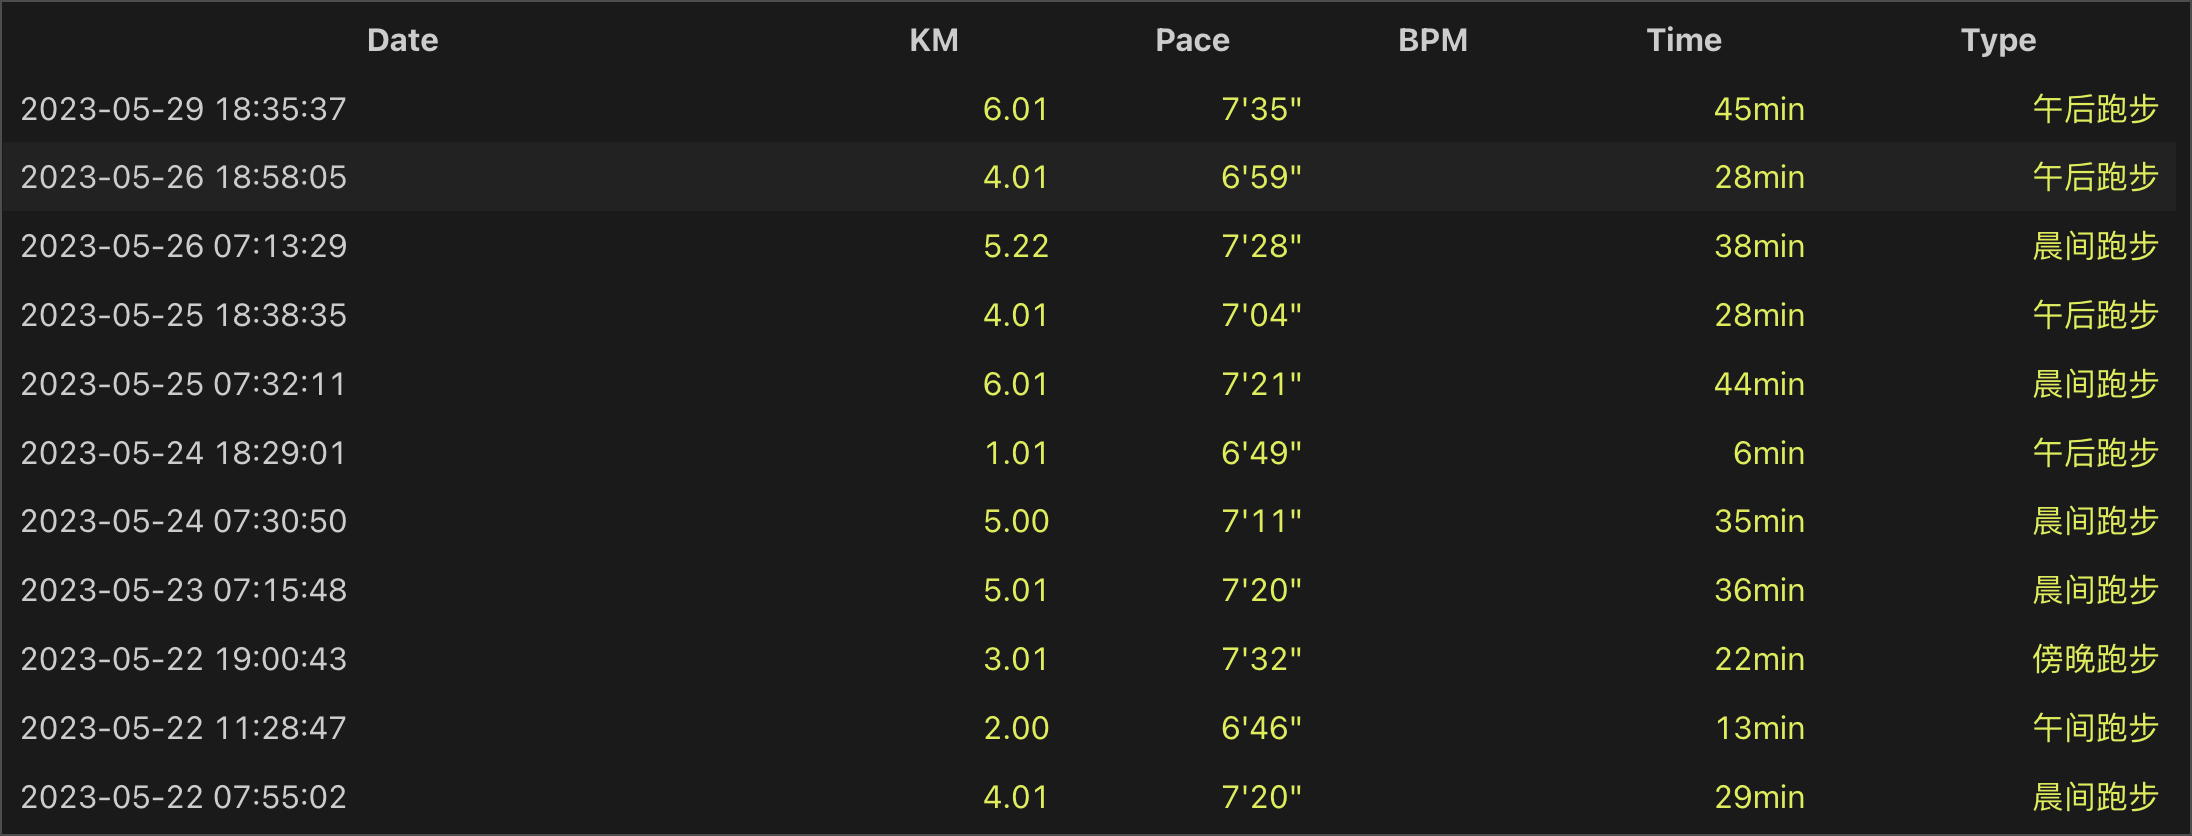 Date KM Pace BPM Time Type
2023-05-29 18:35:37 6.01 7'35" 45min 午后跑步
2023-05-26 18:58:05 4.01 6'59" 28min 午后跑步
2023-05-26 07:13:29 5.22 7'28" 38min 晨间跑步
2023-05-25 18:38:35 4.01 7'04" 28min 午后跑步
2023-05-25 07:32:11 6.01 7'21" 44min 晨间跑步
2023-05-24 18:29:01 1.01 6'49" 6min 午后跑步
2023-05-24 07:30:50 5.00 7'11" 35min 晨间跑步
2023-05-23 07:15:48 5.01 7'20" 36min 晨间跑步
2023-05-22 19:00:43 3.01 7'32" 22min 傍晚跑步
2023-05-22 11:28:47 2.00 6'46" 13min 午间跑步
2023-05-22 07:55:02 4.01 7'20" 29min 晨间跑步